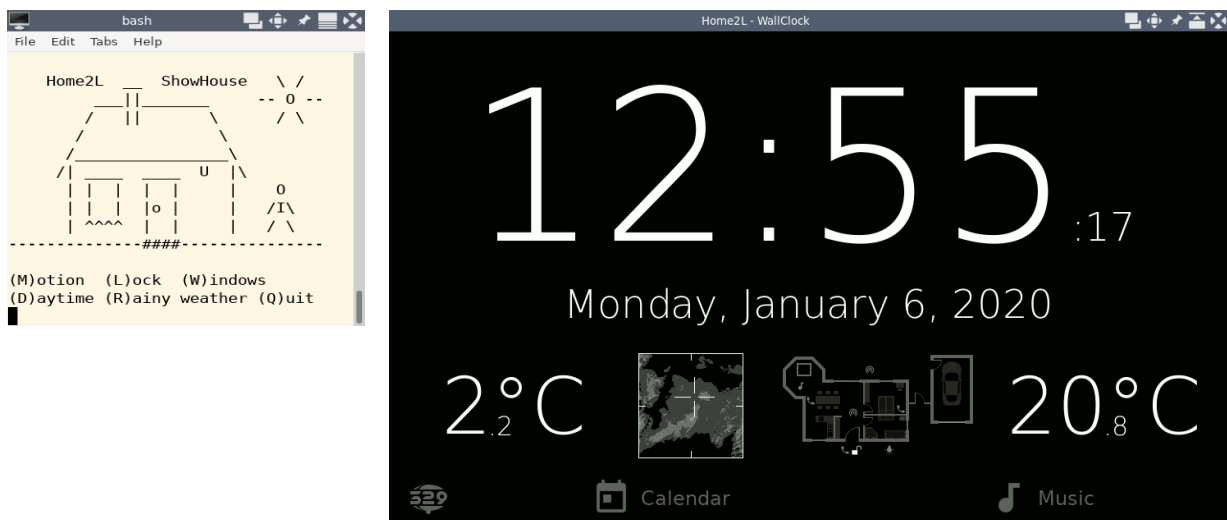 bash
File Edit Tabs Help
Home2L ShowHouse
(M)otion (L)ock (W)indows
(D)aytime (R)ainy weather (Q)uit
Home2L - WallClock
12:55 :17
Monday, January 6, 2020
2.2°C
20.8°C
529
Calendar
Music